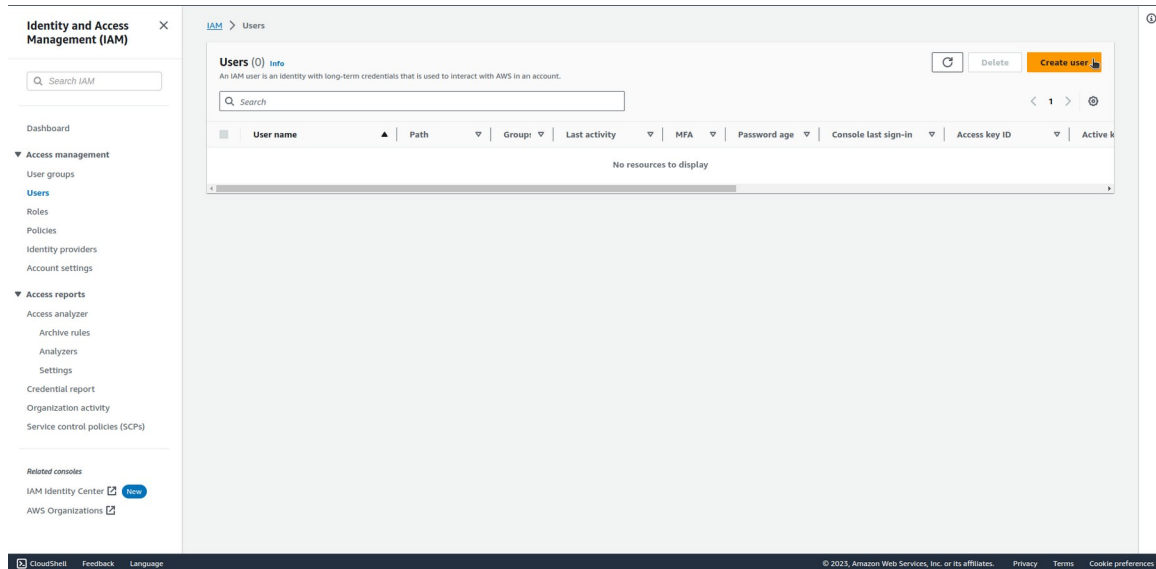 Identity and Access
Management (IAM)
Search IAM
Dashboard
Access management
User groups
Users
Roles
Policies
Identity providers
Account settings
Access reports
Access analyzer
Archive rules
Analyzers
Settings
Credential report
Organization activity
Service control policies (SCPs)
Related consoles
IAM Identity Center New
AWS Organizations
IAM > Users
Users (0) Info
An IAM user is an identity with long-term credentials that is used to interact with AWS in an account.
Delete Create user
Search
1
User name Path Group: Last activity MFA Password age Console last sign-in Access key ID Active k
No resources to display
CloudShell Feedback Language © 2023, Amazon Web Services, Inc. or its affiliates. Privacy Terms Cookie preferences